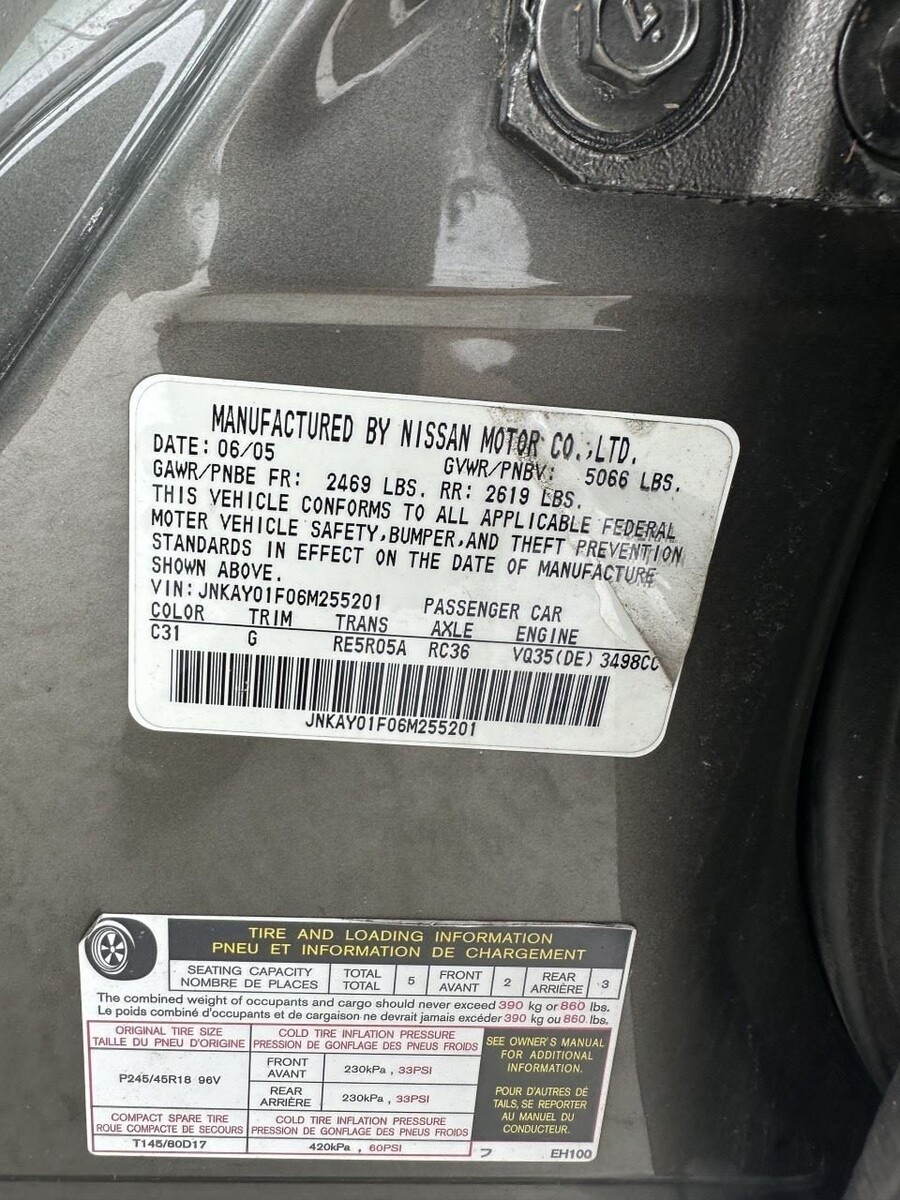 MANUFACTURED BY NISSAN MOTOR CO.,LTD.
DATE: 06/05 GVWR/PNBV: 5066 LBS.
GAWR/PNBE FR: 2469 LBS. RR: 2619 LBS.
THIS VEHICLE CONFORMS TO ALL APPLICABLE FEDERAL
MOTER VEHICLE SAFETY,BUMPER,AND THEFT PREVENTION
STANDARDS IN EFFECT ON THE DATE OF MANUFACTURE
SHOWN ABOVE.
VIN: JNKAY01F06M255201 PASSENGER CAR
COLOR TRIM TRANS AXLE ENGINE
C31 G RE5R05A RC36 VQ35(DE) 3498CC
JNKAY01F06M255201
TIRE AND LOADING INFORMATION
PNEU ET INFORMATION DE CHARGEMENT
SEATING CAPACITY TOTAL 5 FRONT 2 REAR 3
NOMBRE DE PLACES TOTAL AVANT ARRIÈRE
The combined weight of occupants and cargo should never exceed 390 kg or 860 lbs.
Le poids combiné d'occupants et de cargaison ne devrait jamais excéder 390 kg ou 860 lbs.
ORIGINAL TIRE SIZE
TAILLE DU PNEU D'ORIGINE
COLD TIRE INFLATION PRESSURE
PRESSION DE GONFLAGE DES PNEUS FROIDS
P245/45R18 96V
FRONT
AVANT
230kPa , 33PSI
REAR
ARRIÈRE
230kPa , 33PSI
COMPACT SPARE TIRE
ROUE COMPACTE DE SECOURS
COLD TIRE INFLATION PRESSURE
PRESSION DE GONFLAGE DES PNEUS FROIDS
T145/80D17
420kPa , 60PSI
SEE OWNER'S MANUAL
FOR ADDITIONAL
INFORMATION.
POUR D'AUTRES DÉ
TAILS, SE REPORTER
AU MANUEL DU
CONDUCTEUR.
EH100